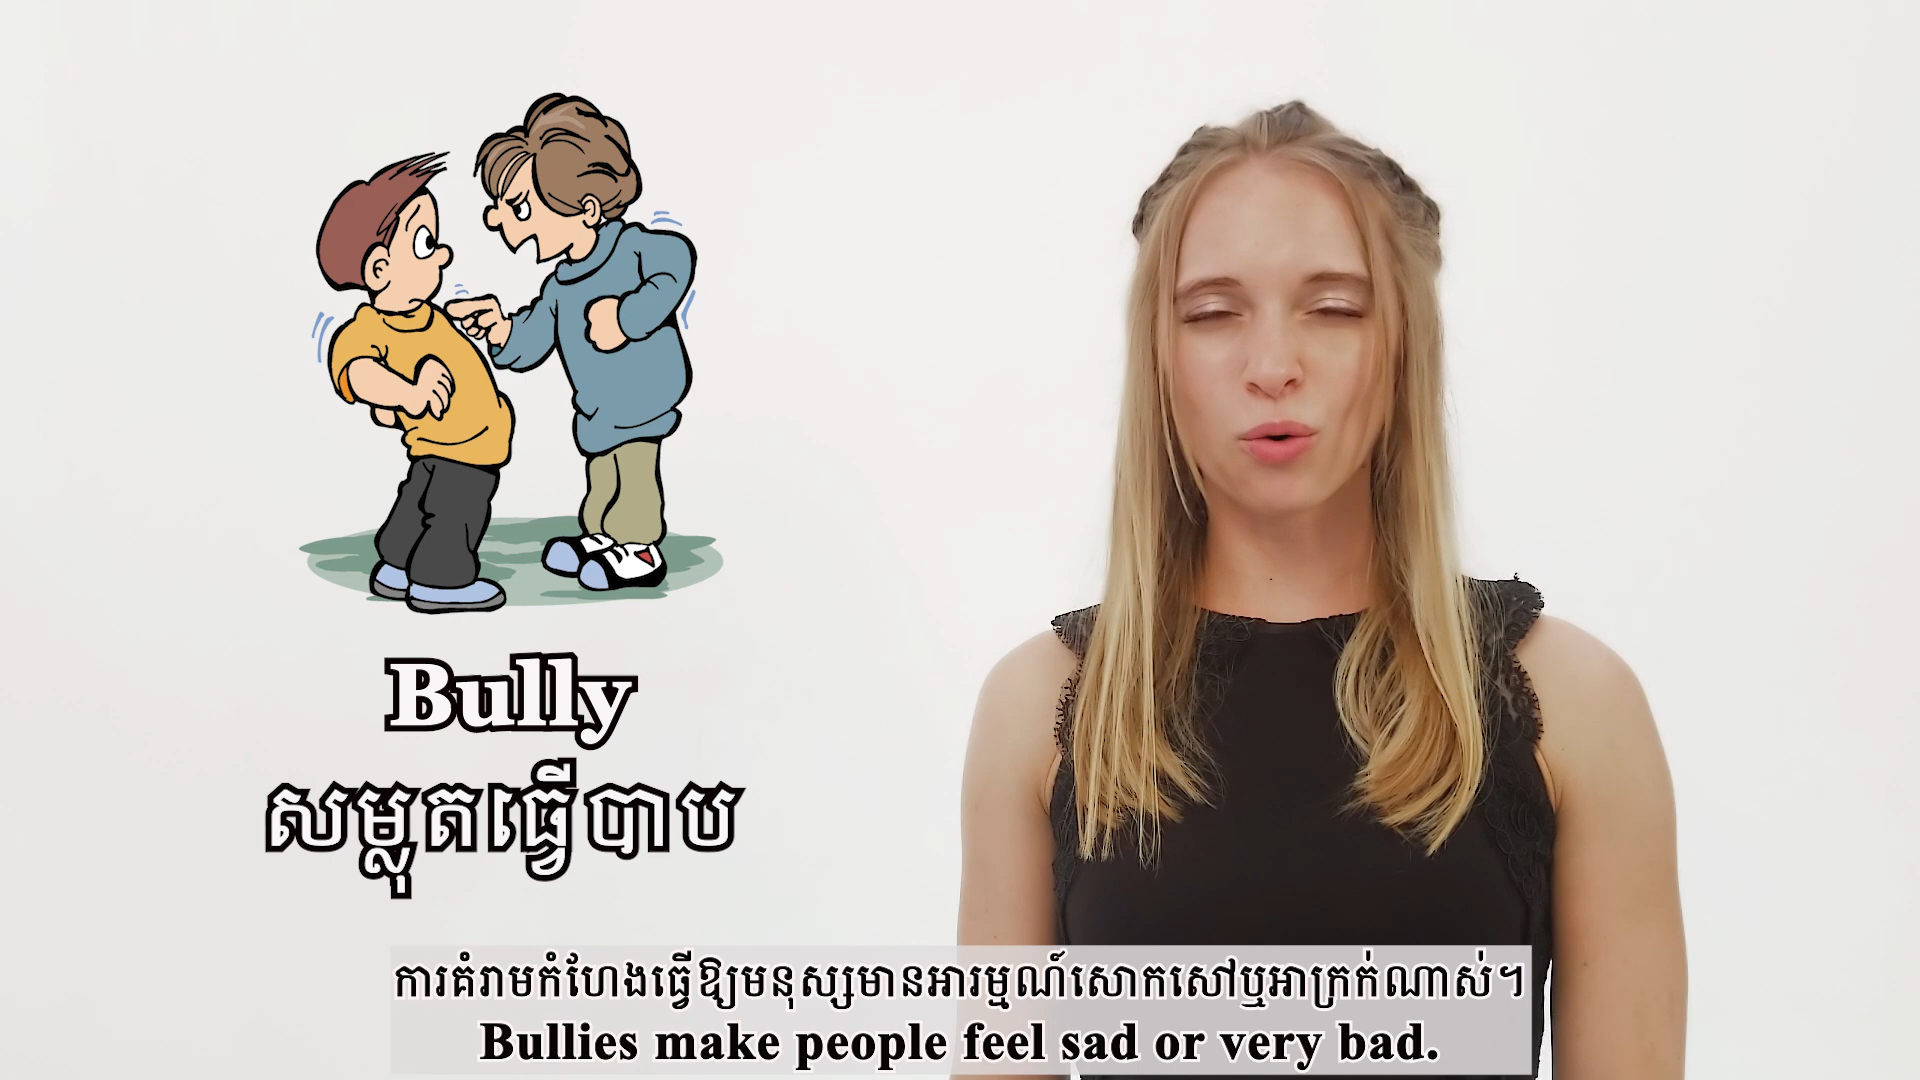 Bully
សម្លុតធ្វើបាប
ការគំរាមកំហែងធ្វើឱ្យមនុស្សមានអារម្មណ៍សោកសៅឬអាក្រក់ណាស់។
Bullies make people feel sad or very bad.